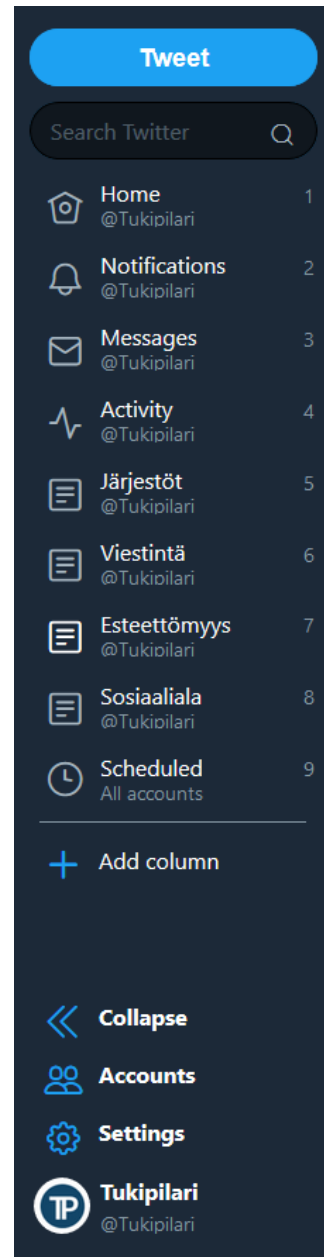 Tweet
Search Twitter
Home 1
@Tukipilari
Notifications 2
@Tukipilari
Messages 3
@Tukipilari
Activity 4
@Tukipilari
Järjestöt 5
@Tukipilari
Viestintä 6
@Tukipilari
Esteettömyys 7
@Tukipilari
Sosiaaliala 8
@Tukipilari
Scheduled 9
All accounts
Add column
Collapse
Accounts
Settings
TP Tukipilari
@Tukipilari